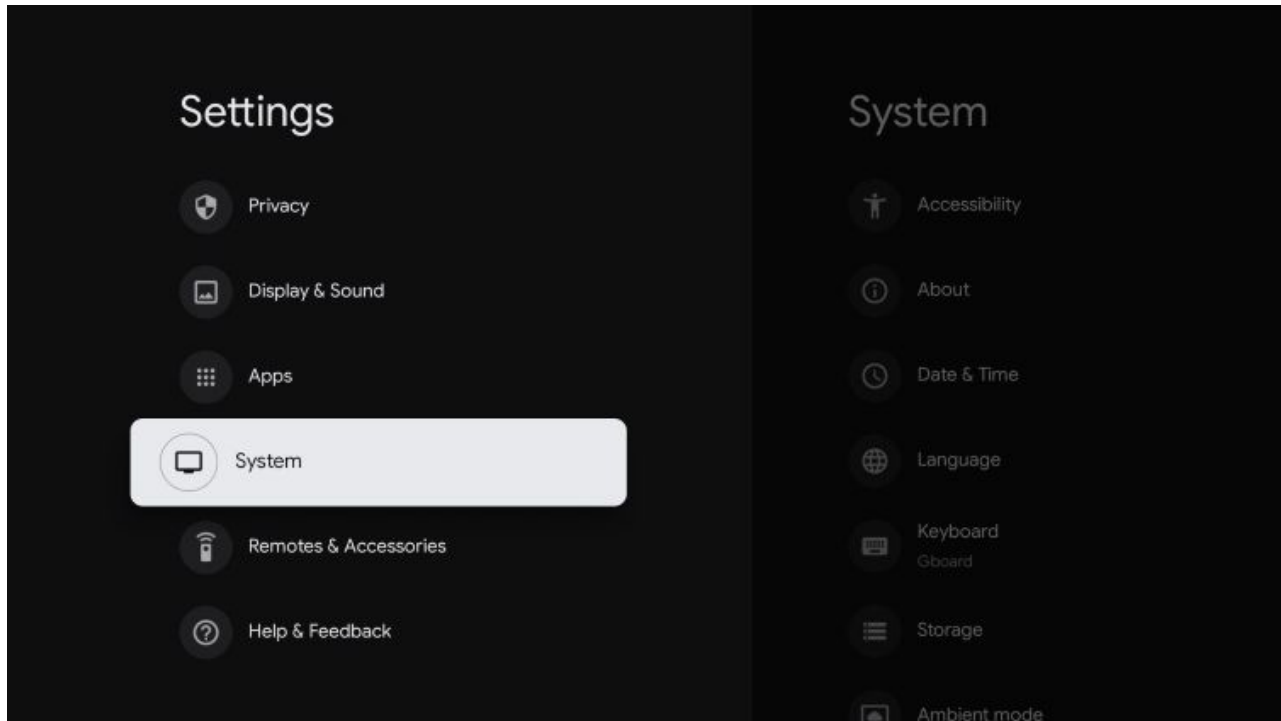 Settings
Privacy
Display & Sound
Apps
System
Remotes & Accessories
Help & Feedback
System
Accessibility
About
Date & Time
Language
Keyboard
Gboard
Storage
Ambient mode